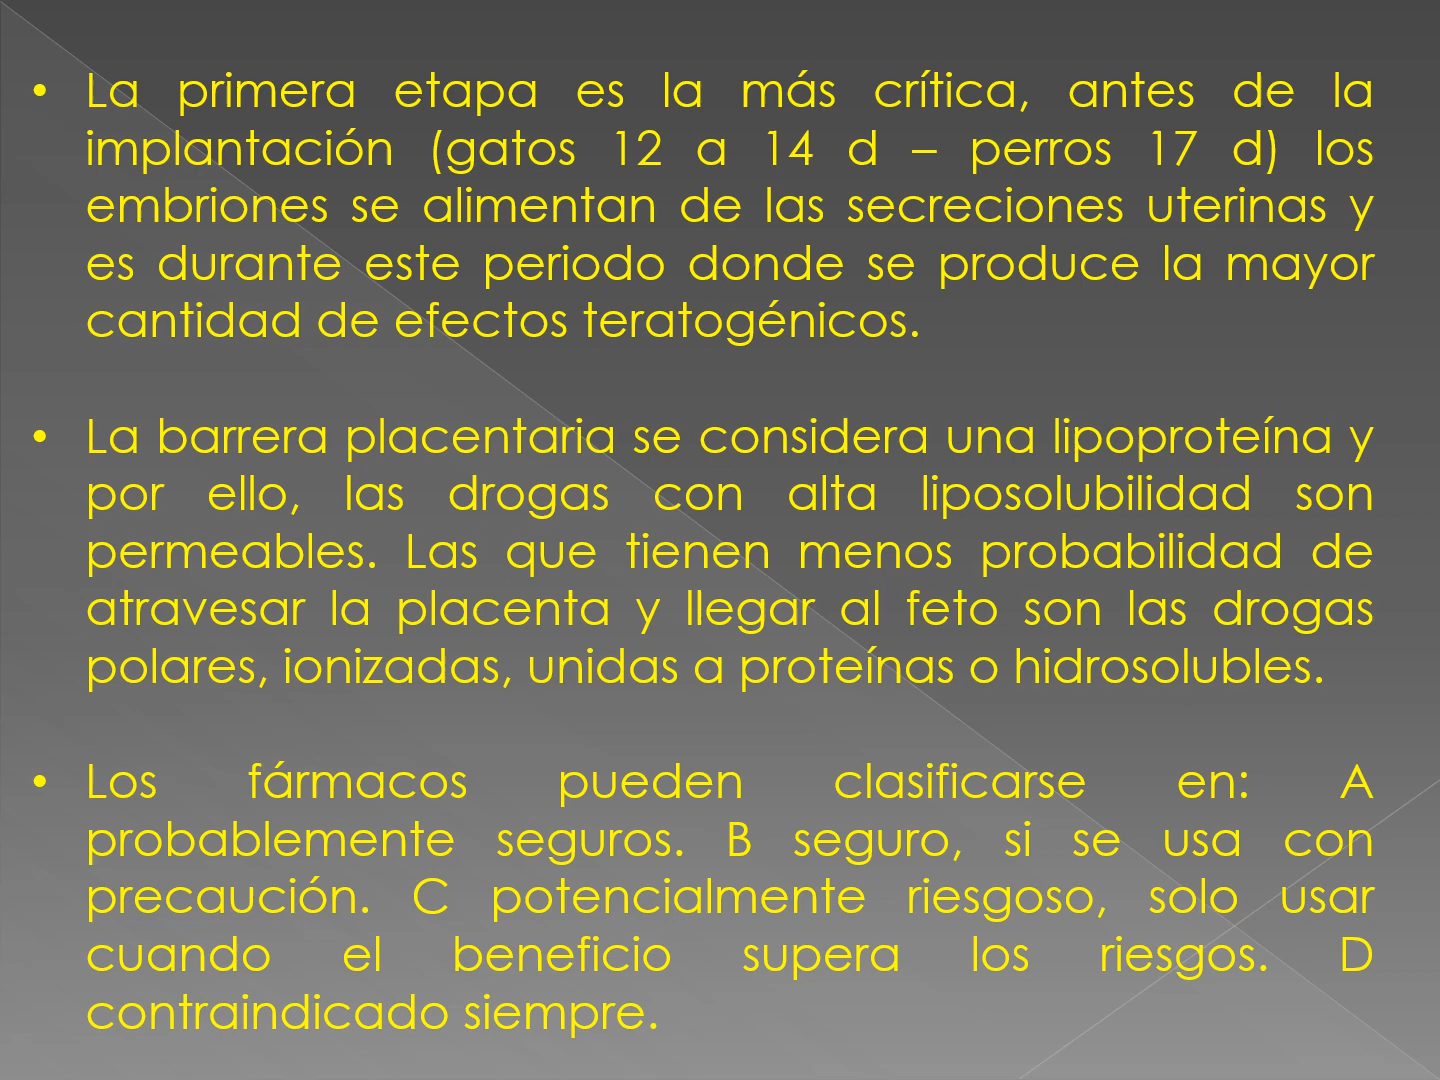 • La primera etapa es la más crítica, antes de la
implantación (gatos 12 a 14 d – perros 17 d) los
embriones se alimentan de las secreciones uterinas y
es durante este periodo donde se produce la mayor
cantidad de efectos teratogénicos.
• La barrera placentaria se considera una lipoproteína y
por ello, las drogas con alta liposolubilidad son
permeables. Las que tienen menos probabilidad de
atravesar la placenta y llegar al feto son las drogas
polares, ionizadas, unidas a proteínas o hidrosolubles.
• Los fármacos pueden clasificarse en: A
probablemente seguros. B seguro, si se usa con
precaución. C potencialmente riesgoso, solo usar
cuando el beneficio supera los riesgos. D
contraindicado siempre.